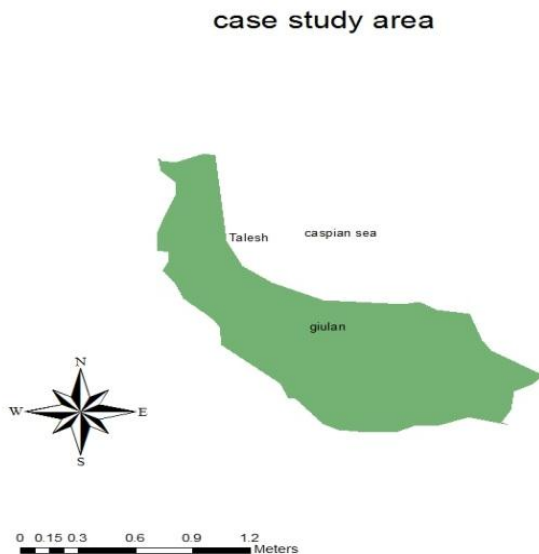 case study area
Talesh
caspian sea
giulan
N
W E
S
0 0.15 0.3 0.6 0.9 1.2
Meters